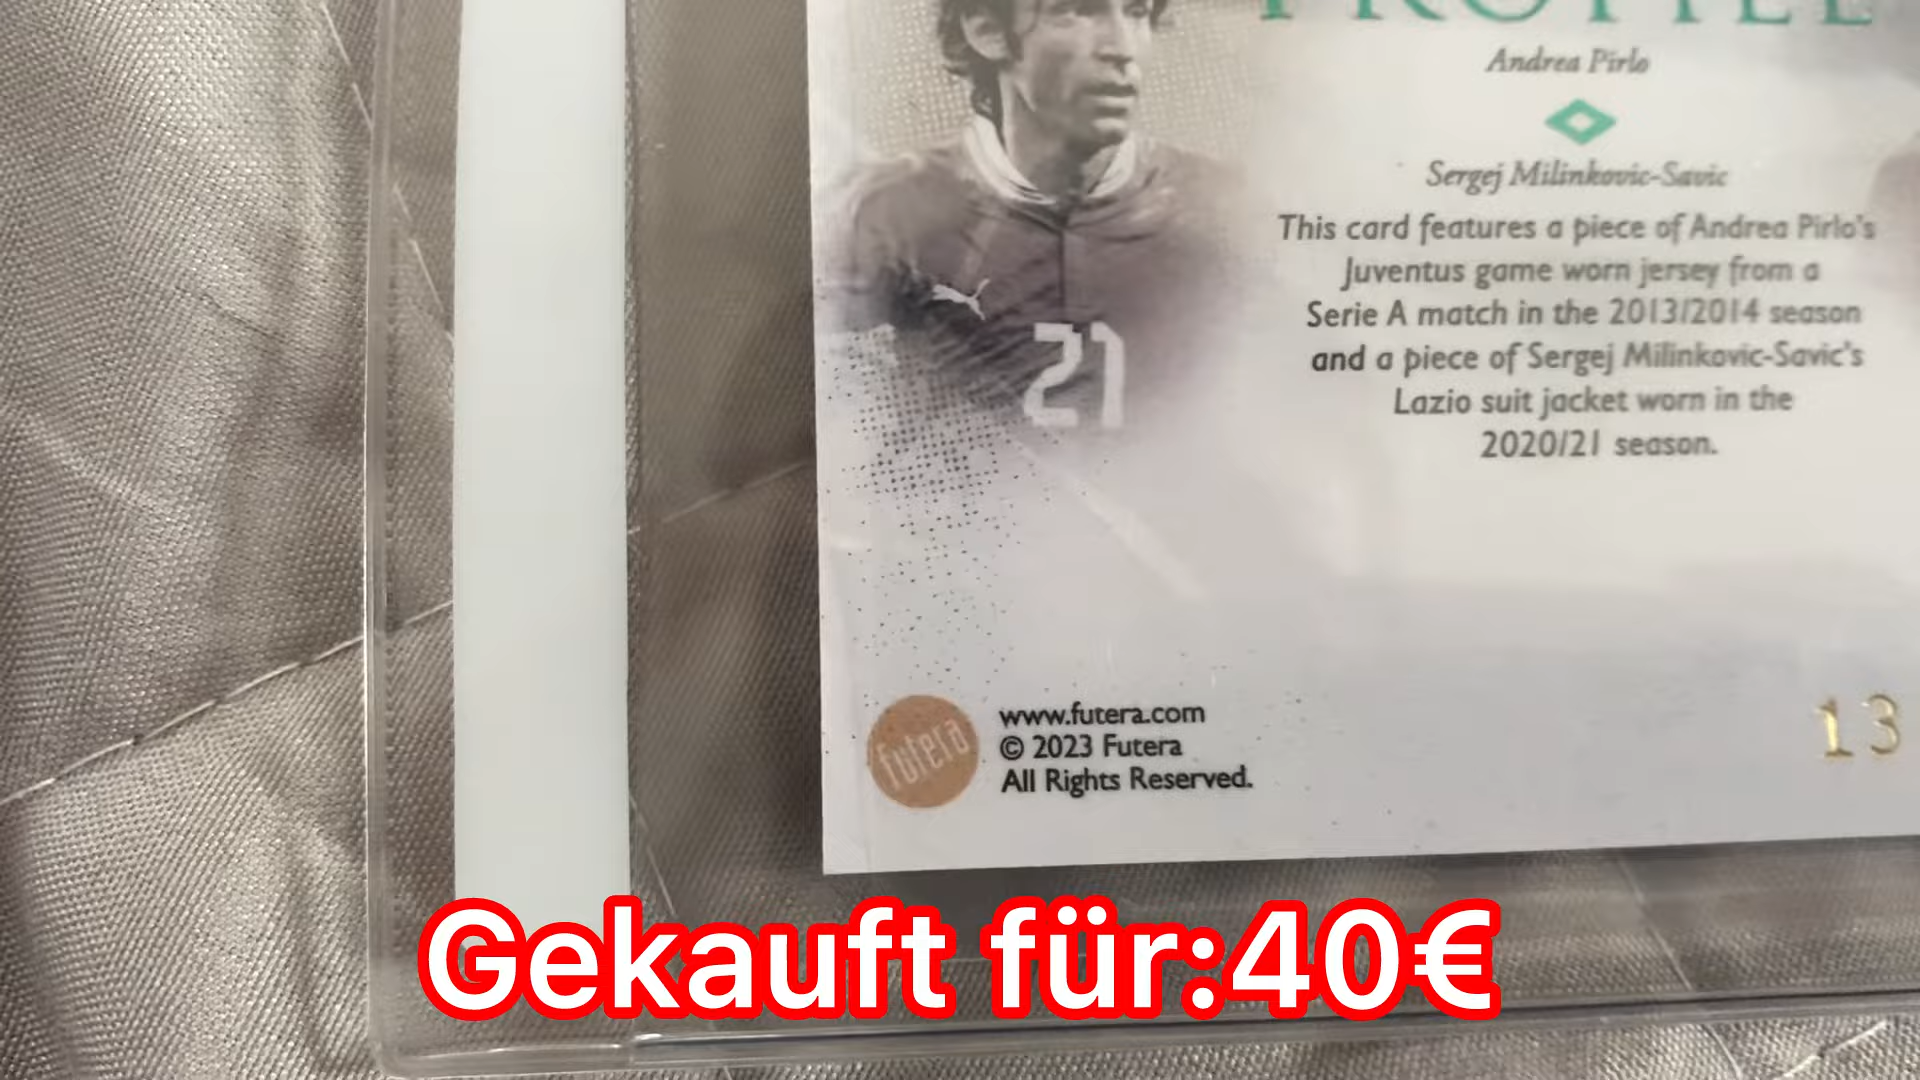 PROFILE
Andrea Pirlo
Sergej Milinkovic-Savic
This card features a piece of Andrea Pirlo's
Juventus game worn jersey from a
Serie A match in the 2013/2014 season
and a piece of Sergej Milinkovic-Savic's
Lazio suit jacket worn in the
2020/21 season.
21
futera
www.futera.com
© 2023 Futera
All Rights Reserved.
13
Gekauft für:40€